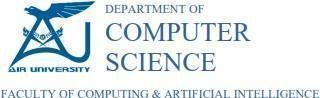 DEPARTMENT OF
COMPUTER
SCIENCE
AIR UNIVERSITY
FACULTY OF COMPUTING & ARTIFICIAL INTELLIGENCE